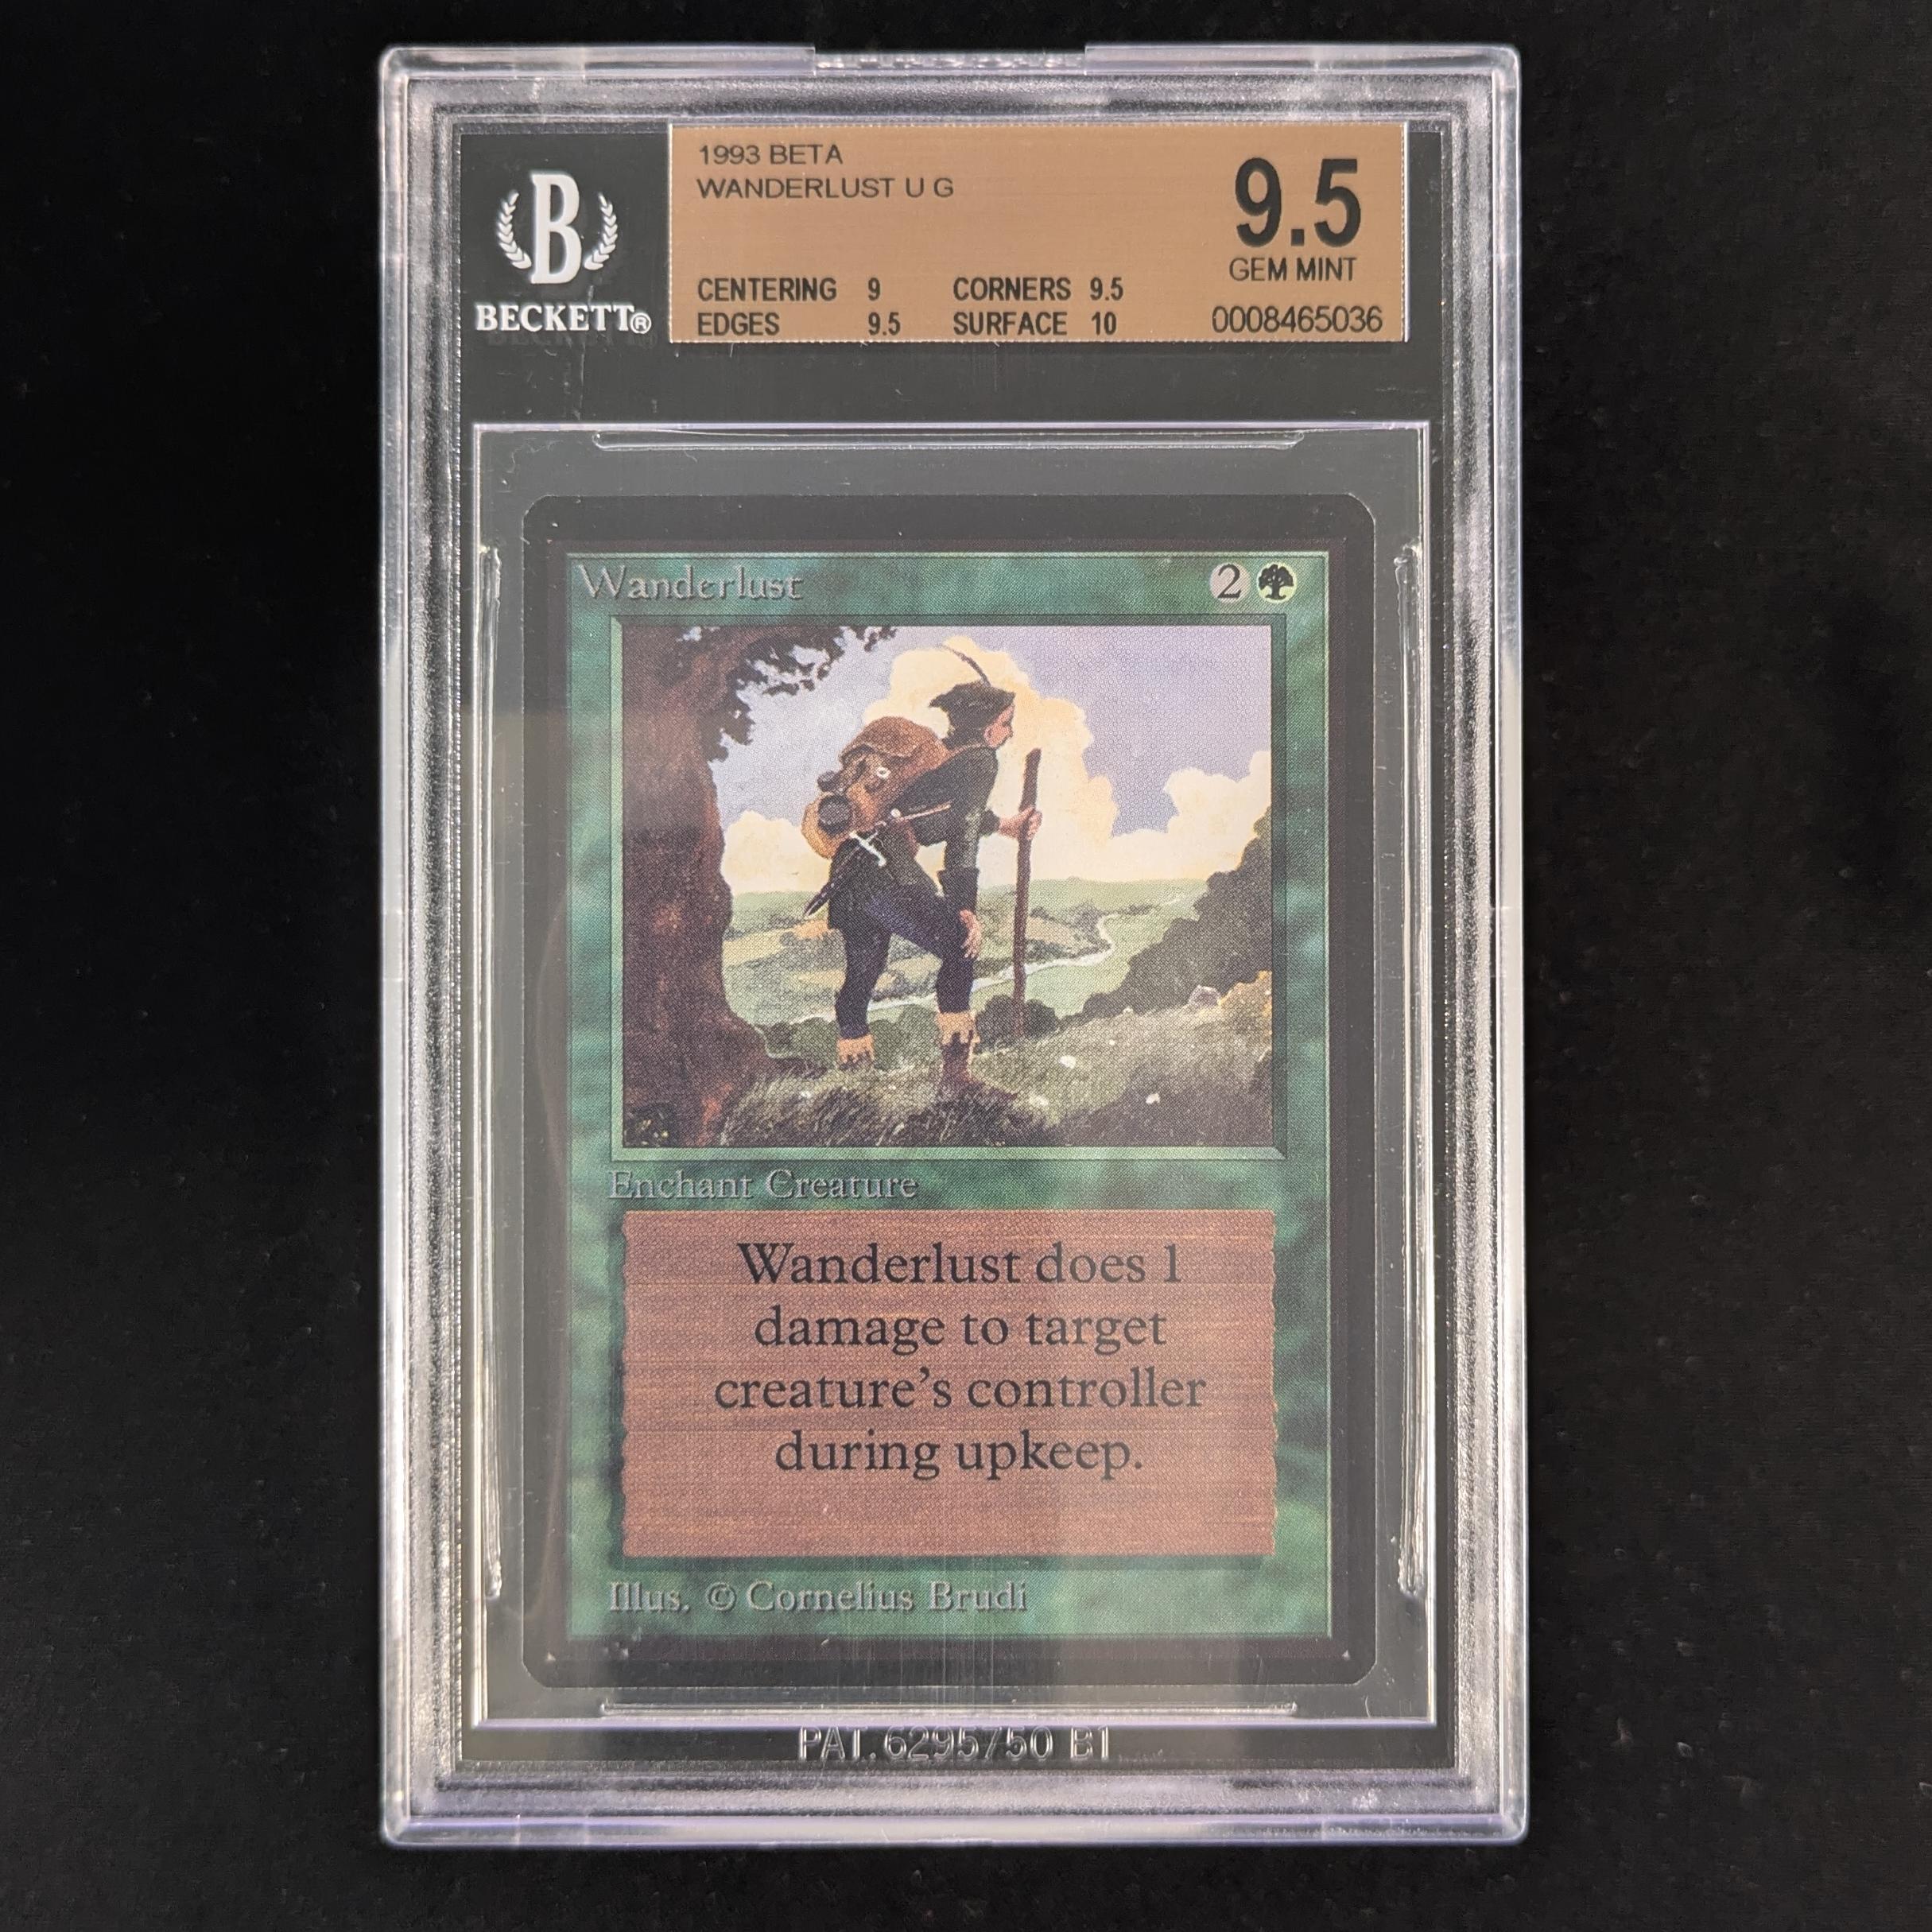 1993 BETA
WANDERLUST U G
9.5
GEM MINT
CENTERING 9 CORNERS 9.5
EDGES 9.5 SURFACE 10
0008465036
B
BECKETT®
Wanderlust 2
Enchant Creature
Wanderlust does 1
damage to target
creature's controller
during upkeep.
Illus. © Cornelius Brudi
PAT. 6295750 B1